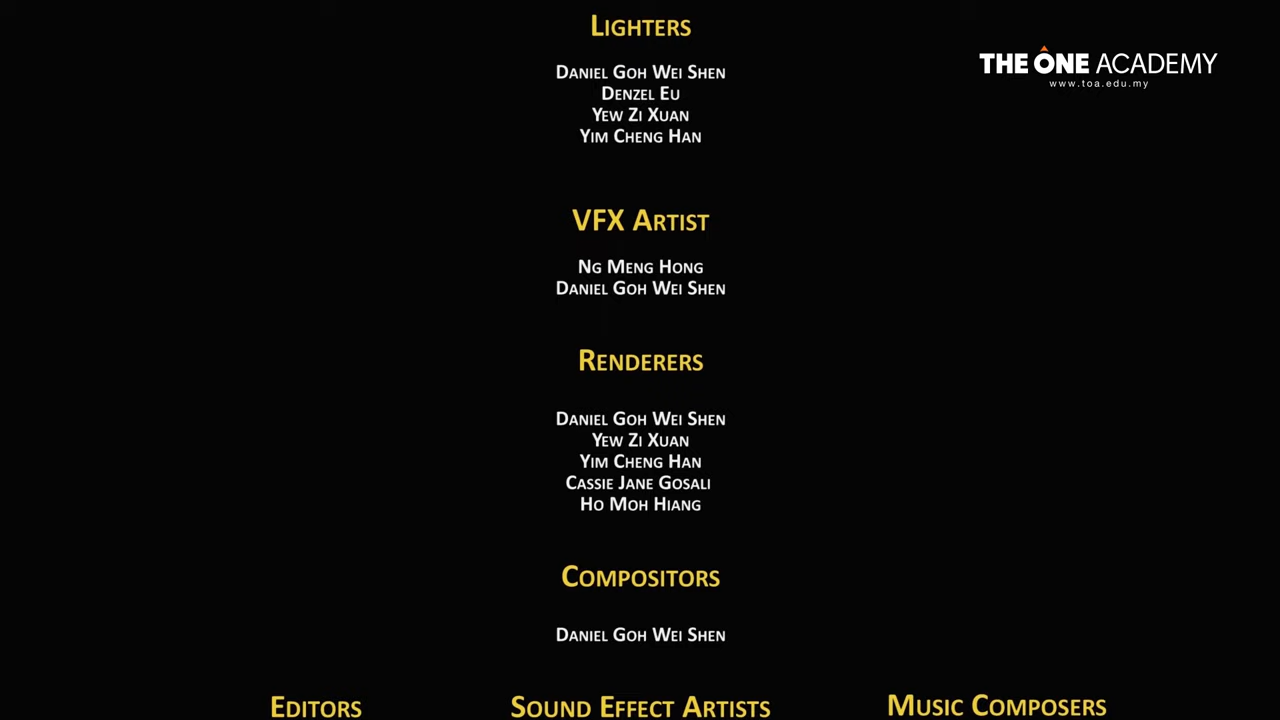 LIGHTERS
THE ONE ACADEMY
www.toa.edu.my
DANIEL GOH WEI SHEN
DENZEL EU
YEW ZI XUAN
YIM CHENG HAN
VFX ARTIST
NG MENG HONG
DANIEL GOH WEI SHEN
RENDERERS
DANIEL GOH WEI SHEN
YEW ZI XUAN
YIM CHENG HAN
CASSIE JANE GOSALI
HO MOH HIANG
COMPOSITORS
DANIEL GOH WEI SHEN
EDITORS SOUND EFFECT ARTISTS MUSIC COMPOSERS